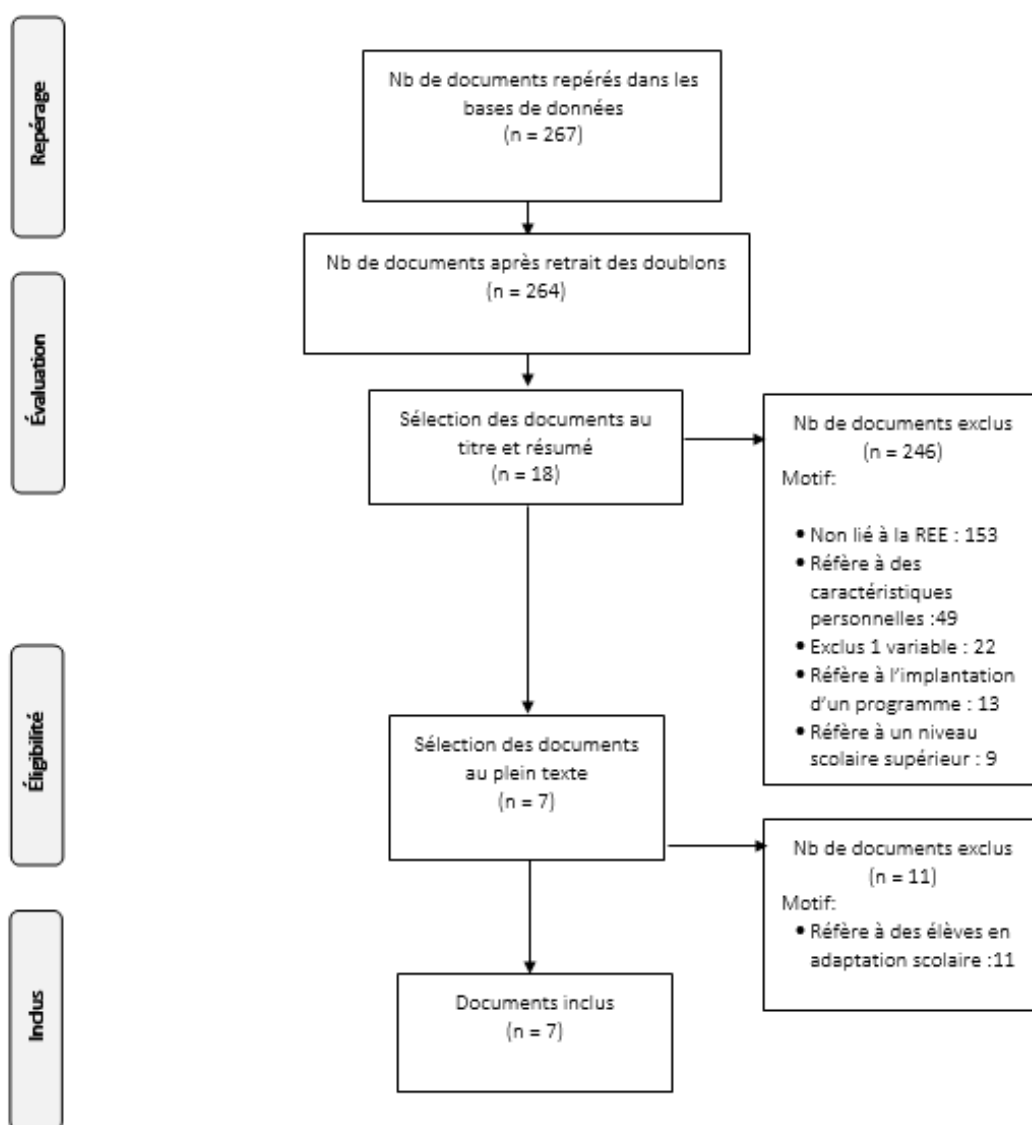 Repérage
Nb de documents repérés dans les
bases de données
(n = 267)
Nb de documents après retrait des doublons
(n = 264)
Évaluation
Sélection des documents au
titre et résumé
(n = 18)
Nb de documents exclus
(n = 246)
Motif:
• Non lié à la REE : 153
• Réfère à des
caractéristiques
personnelles :49
• Exclus 1 variable : 22
• Réfère à l'implantation
d'un programme : 13
• Réfère à un niveau
scolaire supérieur : 9
Éligibilité
Sélection des documents
au plein texte
(n = 7)
Nb de documents exclus
(n = 11)
Motif:
• Réfère à des élèves en
adaptation scolaire :11
Inclus
Documents inclus
(n = 7)